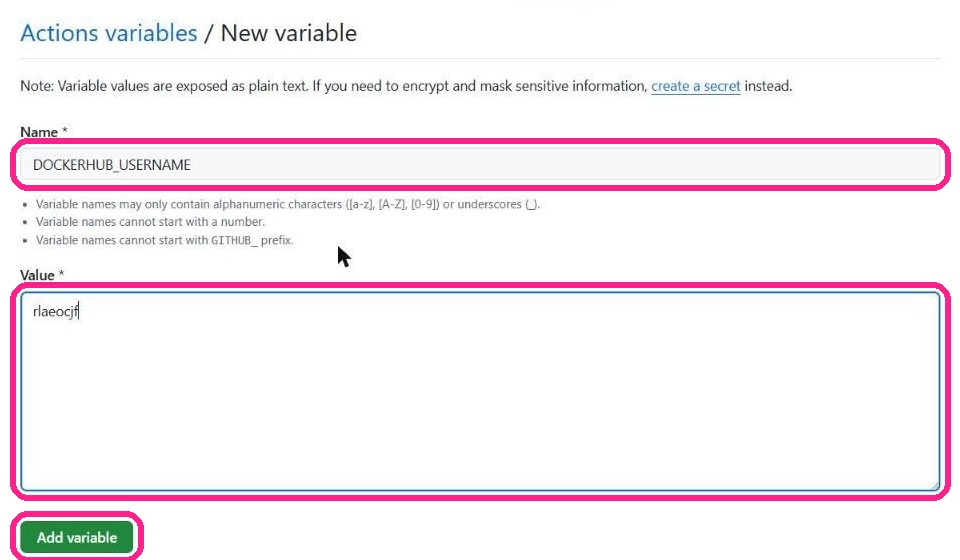 Actions variables / New variable
Note: Variable values are exposed as plain text. If you need to encrypt and mask sensitive information, create a secret instead.
Name *
DOCKERHUB_USERNAME
• Variable names may only contain alphanumeric characters ([a-z], [A-Z], [0-9]) or underscores (_).
• Variable names cannot start with a number.
• Variable names cannot start with GITHUB_ prefix.
Value *
rlaeocjf
Add variable